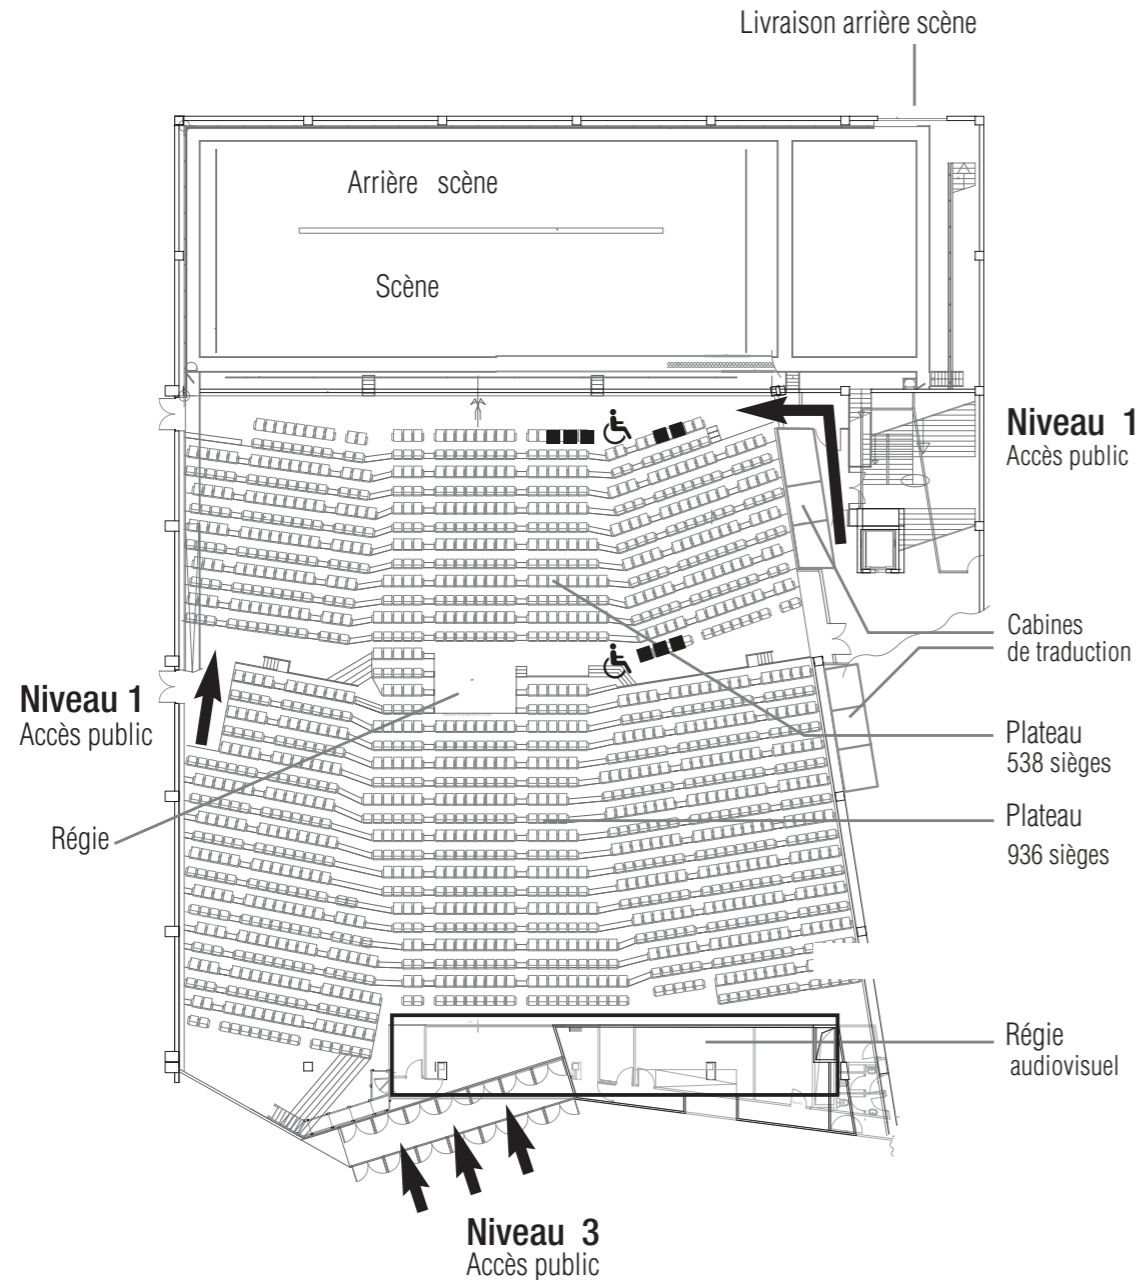 Livraison arrière scène
Arrière scène
Scène
Niveau 1
Accès public
Cabines
de traduction
Niveau 1
Accès public
Plateau
538 sièges
Plateau
936 sièges
Régie
Régie
audiovisuel
Niveau 3
Accès public